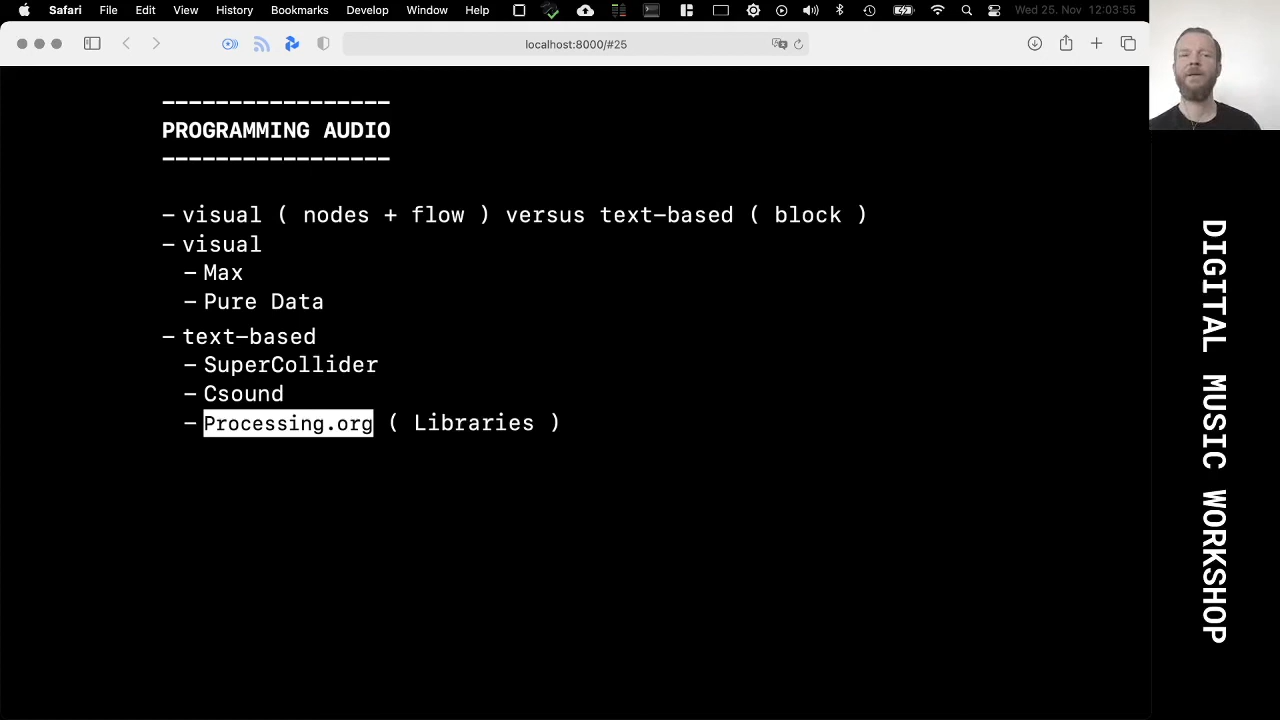 Safari File Edit View History Bookmarks Develop Window Help Wed 25. Nov 12:03:55
localhost:8000/#25
PROGRAMMING AUDIO
– visual ( nodes + flow ) versus text-based ( block )
– visual
– Max
– Pure Data
– text-based
– SuperCollider
– Csound
– Processing.org ( Libraries )
DIGITAL MUSIC WORKSHOP